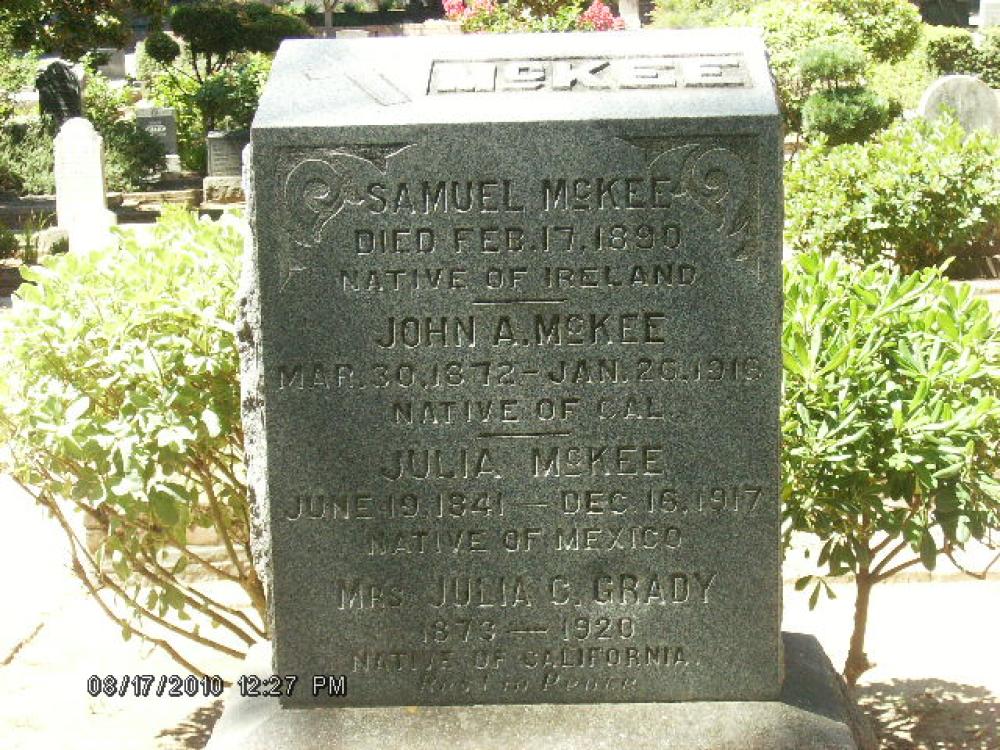 McKEE
SAMUEL McKEE
DIED FEB. 17. 1890
NATIVE OF IRELAND
JOHN A. McKEE
MAR. 30. 1872 - JAN. 26. 1918
NATIVE OF CAL.
JULIA McKEE
JUNE 19. 1841 — DEC. 16. 1917
NATIVE OF MEXICO
MRS. JULIA C. GRADY
1873 — 1920
NATIVE OF CALIFORNIA.
Rest in Peace
08/17/2010 12:27 PM